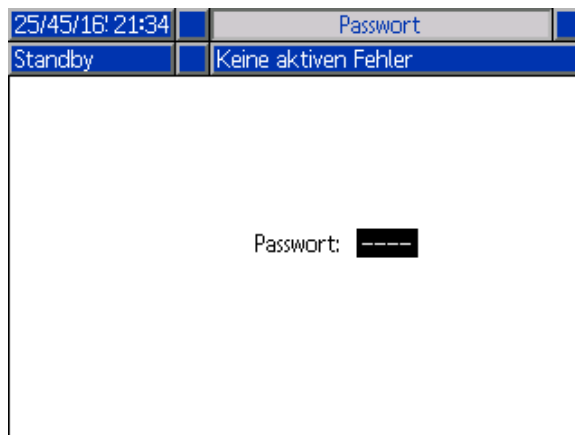 25/45/16! 21:34 Passwort
Standby Keine aktiven Fehler
Passwort: ----